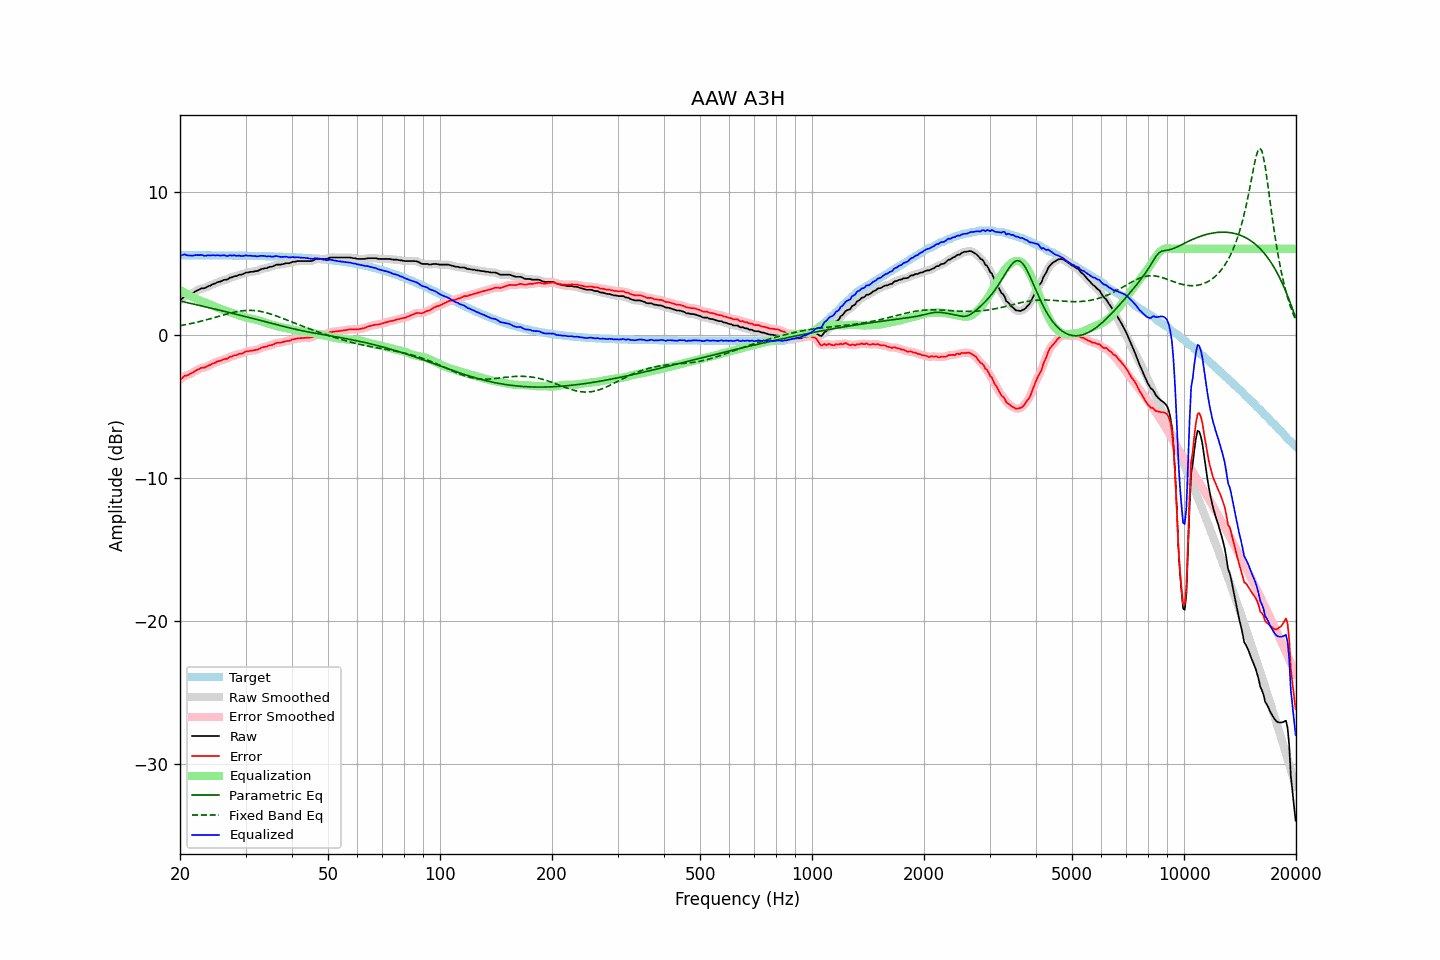 AAW A3H
10
0
−10
−20
−30
Amplitude (dBr)
Target
Raw Smoothed
Error Smoothed
Raw
Error
Equalization
Parametric Eq
Fixed Band Eq
Equalized
20
50
100
200
500
1000
2000
5000
10000
20000
Frequency (Hz)